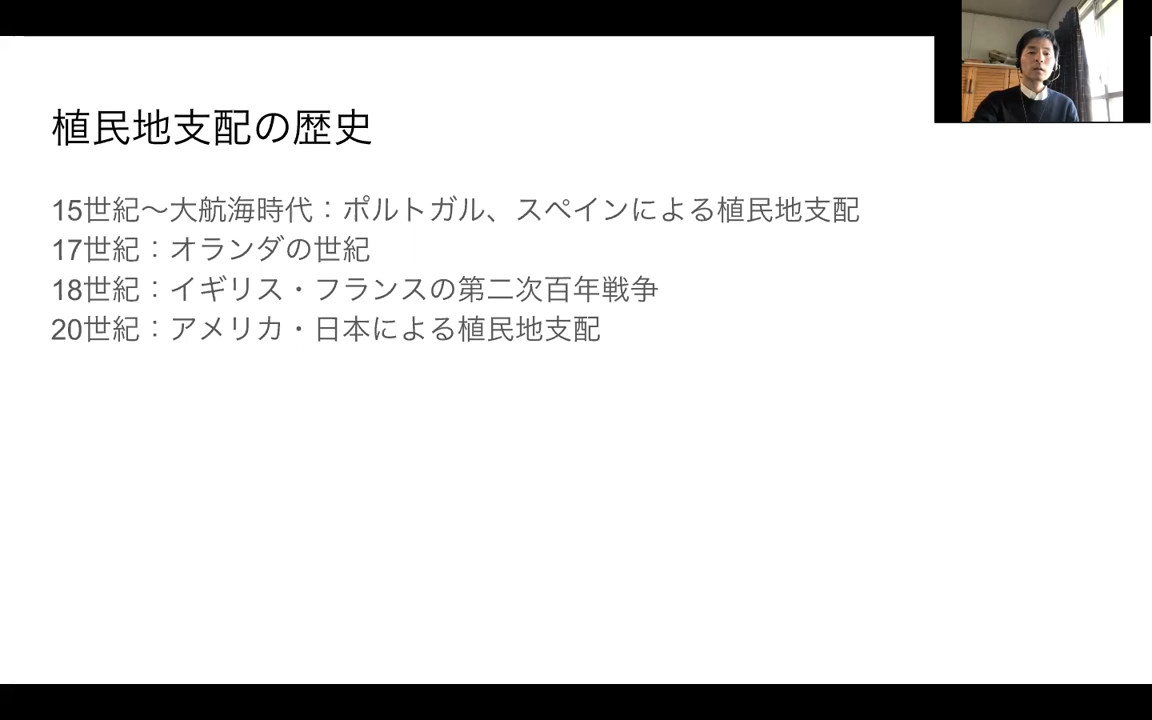 植民地支配の歴史
15世紀〜大航海時代：ポルトガル、スペインによる植民地支配
17世紀：オランダの世紀
18世紀：イギリス・フランスの第二次百年戦争
20世紀：アメリカ・日本による植民地支配